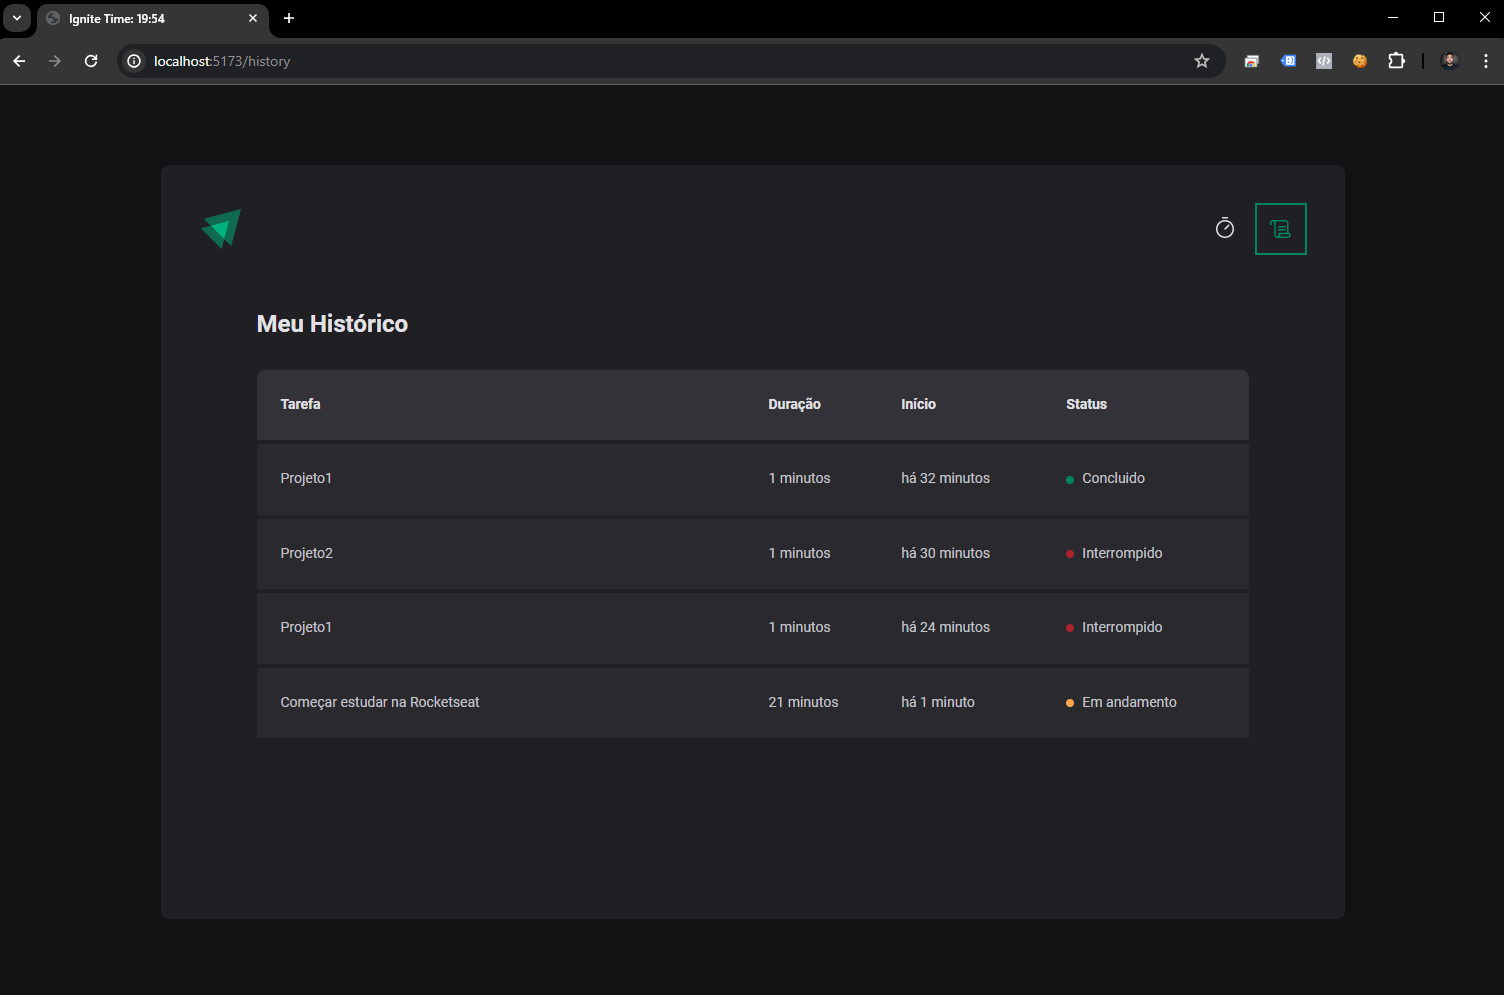 Ignite Time: 19:54
localhost:5173/history
Meu Histórico
Tarefa Duração Início Status
Projeto1 1 minutos há 32 minutos Concluido
Projeto2 1 minutos há 30 minutos Interrompido
Projeto1 1 minutos há 24 minutos Interrompido
Começar estudar na Rocketseat 21 minutos há 1 minuto Em andamento